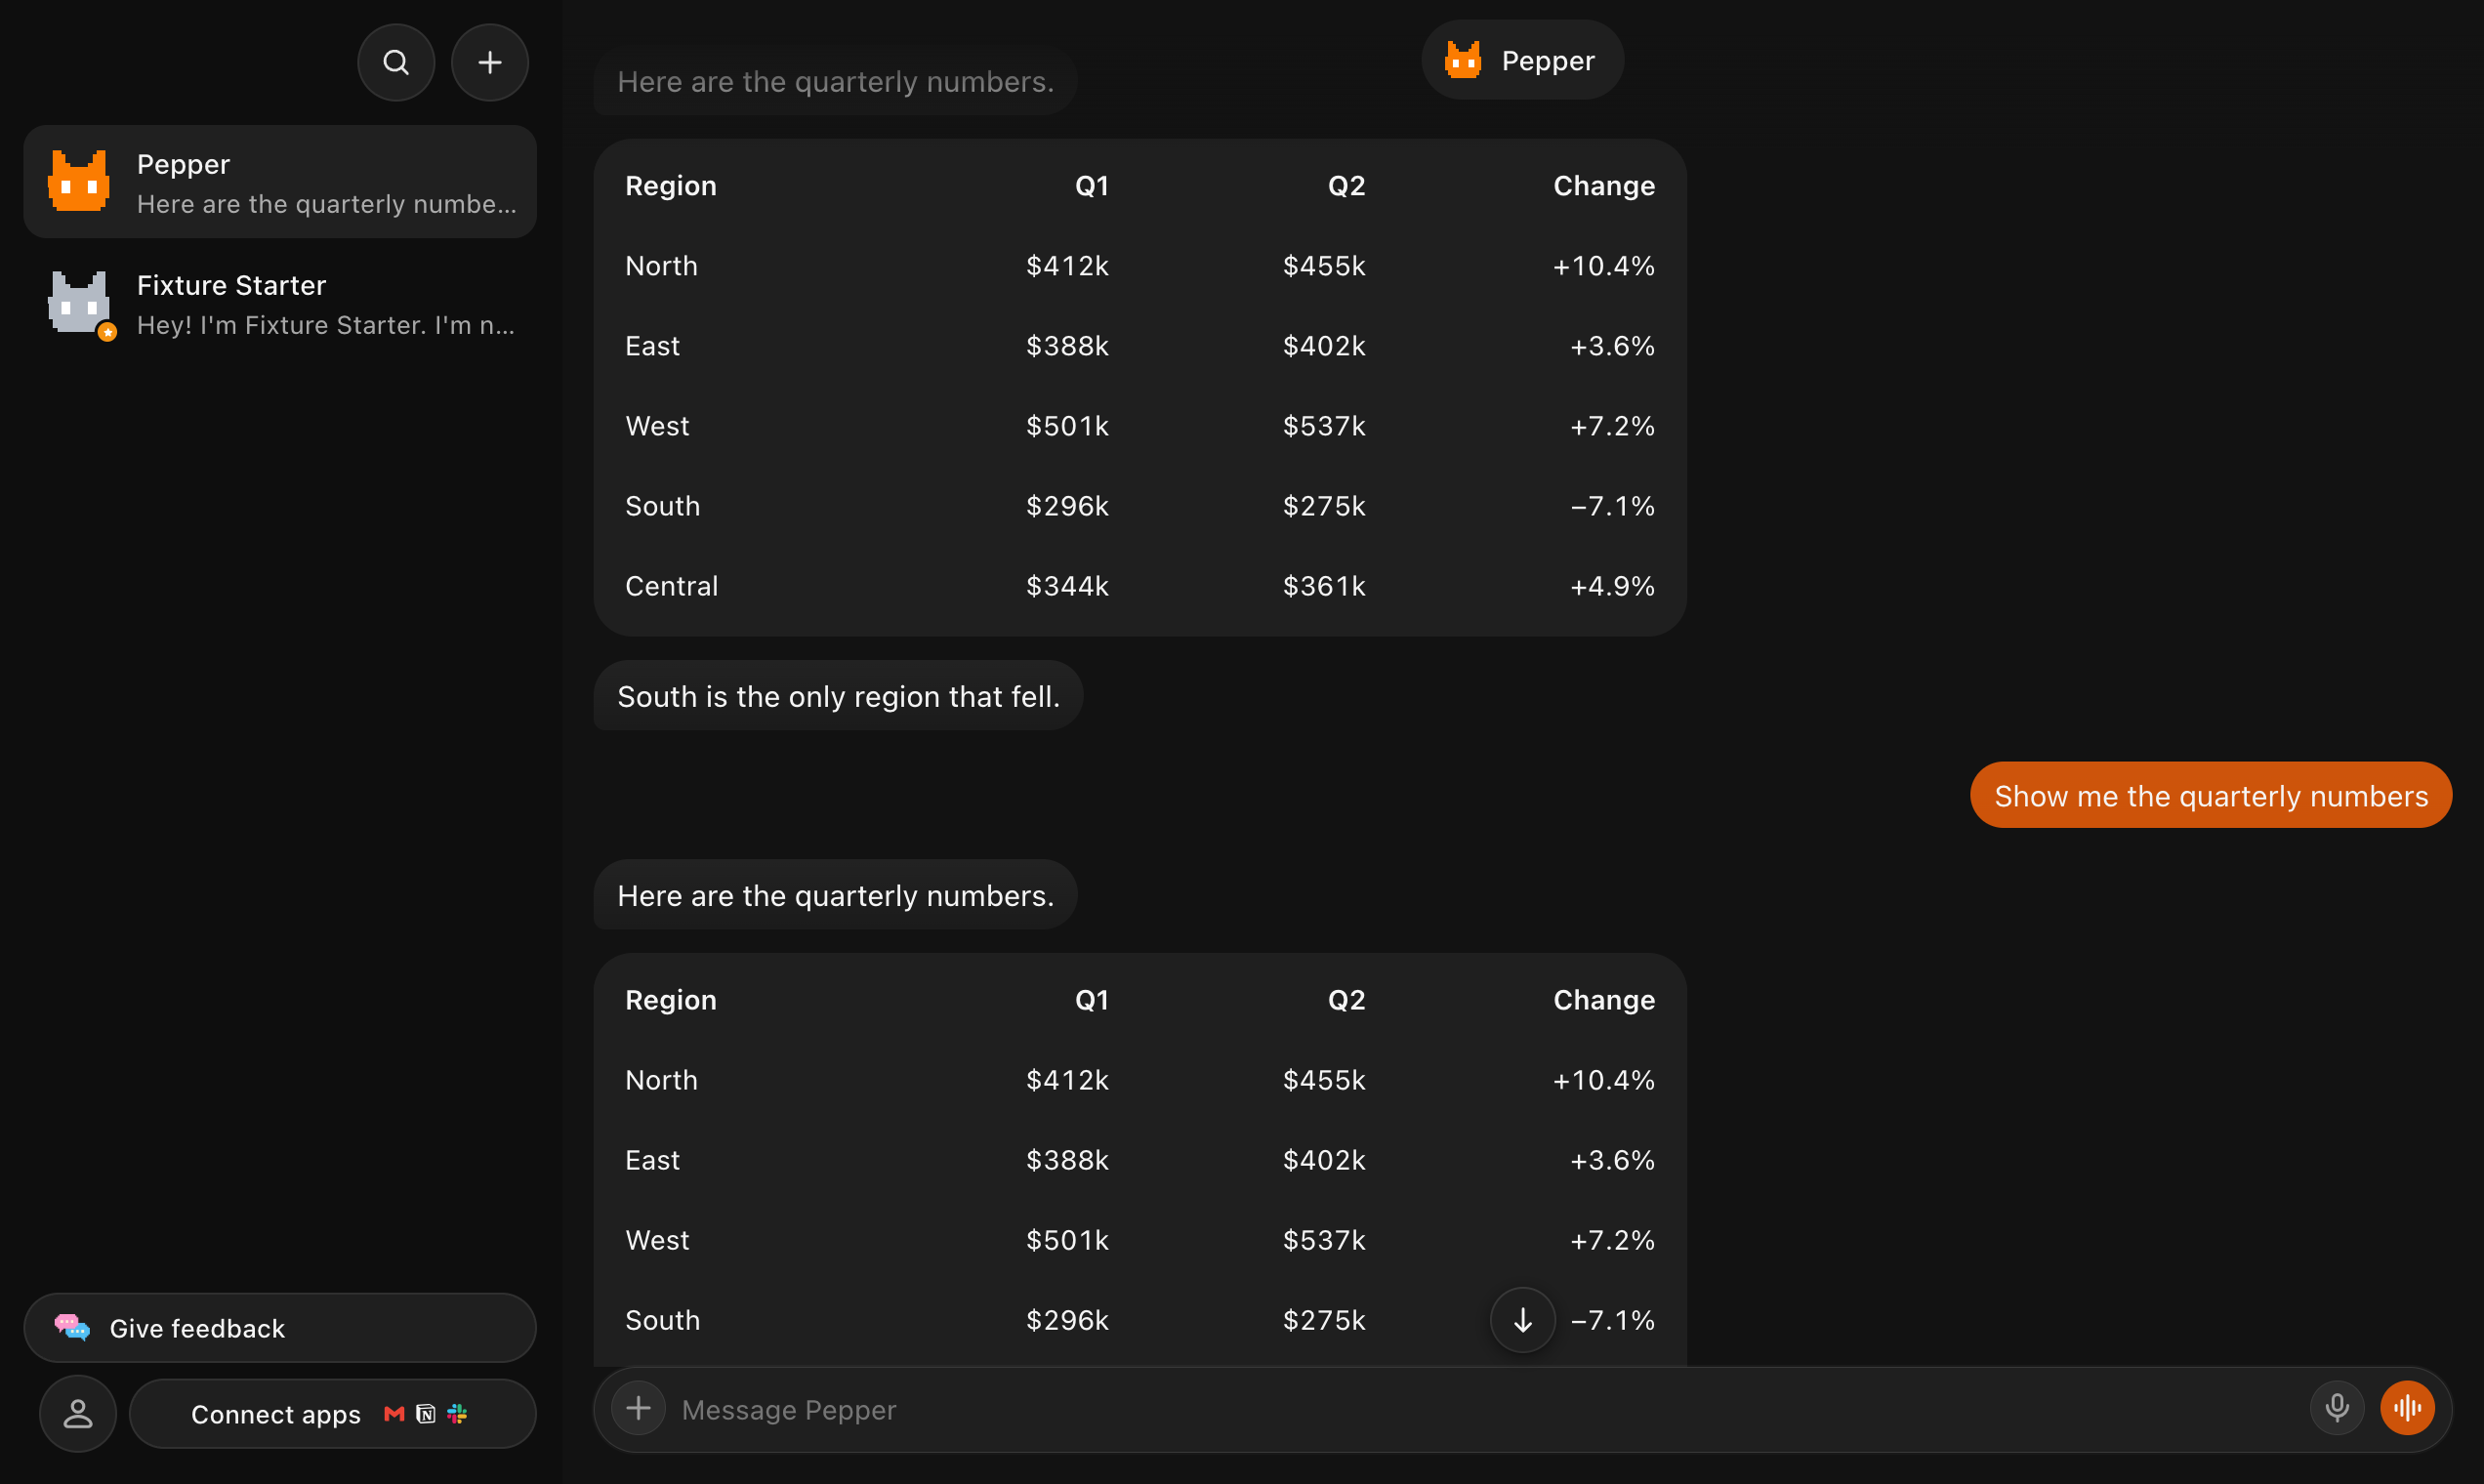 Pepper
Here are the quarterly numbe...
Fixture Starter
Hey! I'm Fixture Starter. I'm n...
Give feedback
Connect apps
Pepper
Here are the quarterly numbers.
Region Q1 Q2 Change
North $412k $455k +10.4%
East $388k $402k +3.6%
West $501k $537k +7.2%
South $296k $275k −7.1%
Central $344k $361k +4.9%
South is the only region that fell.
Show me the quarterly numbers
Here are the quarterly numbers.
Region Q1 Q2 Change
North $412k $455k +10.4%
East $388k $402k +3.6%
West $501k $537k +7.2%
South $296k $275k −7.1%
Message Pepper